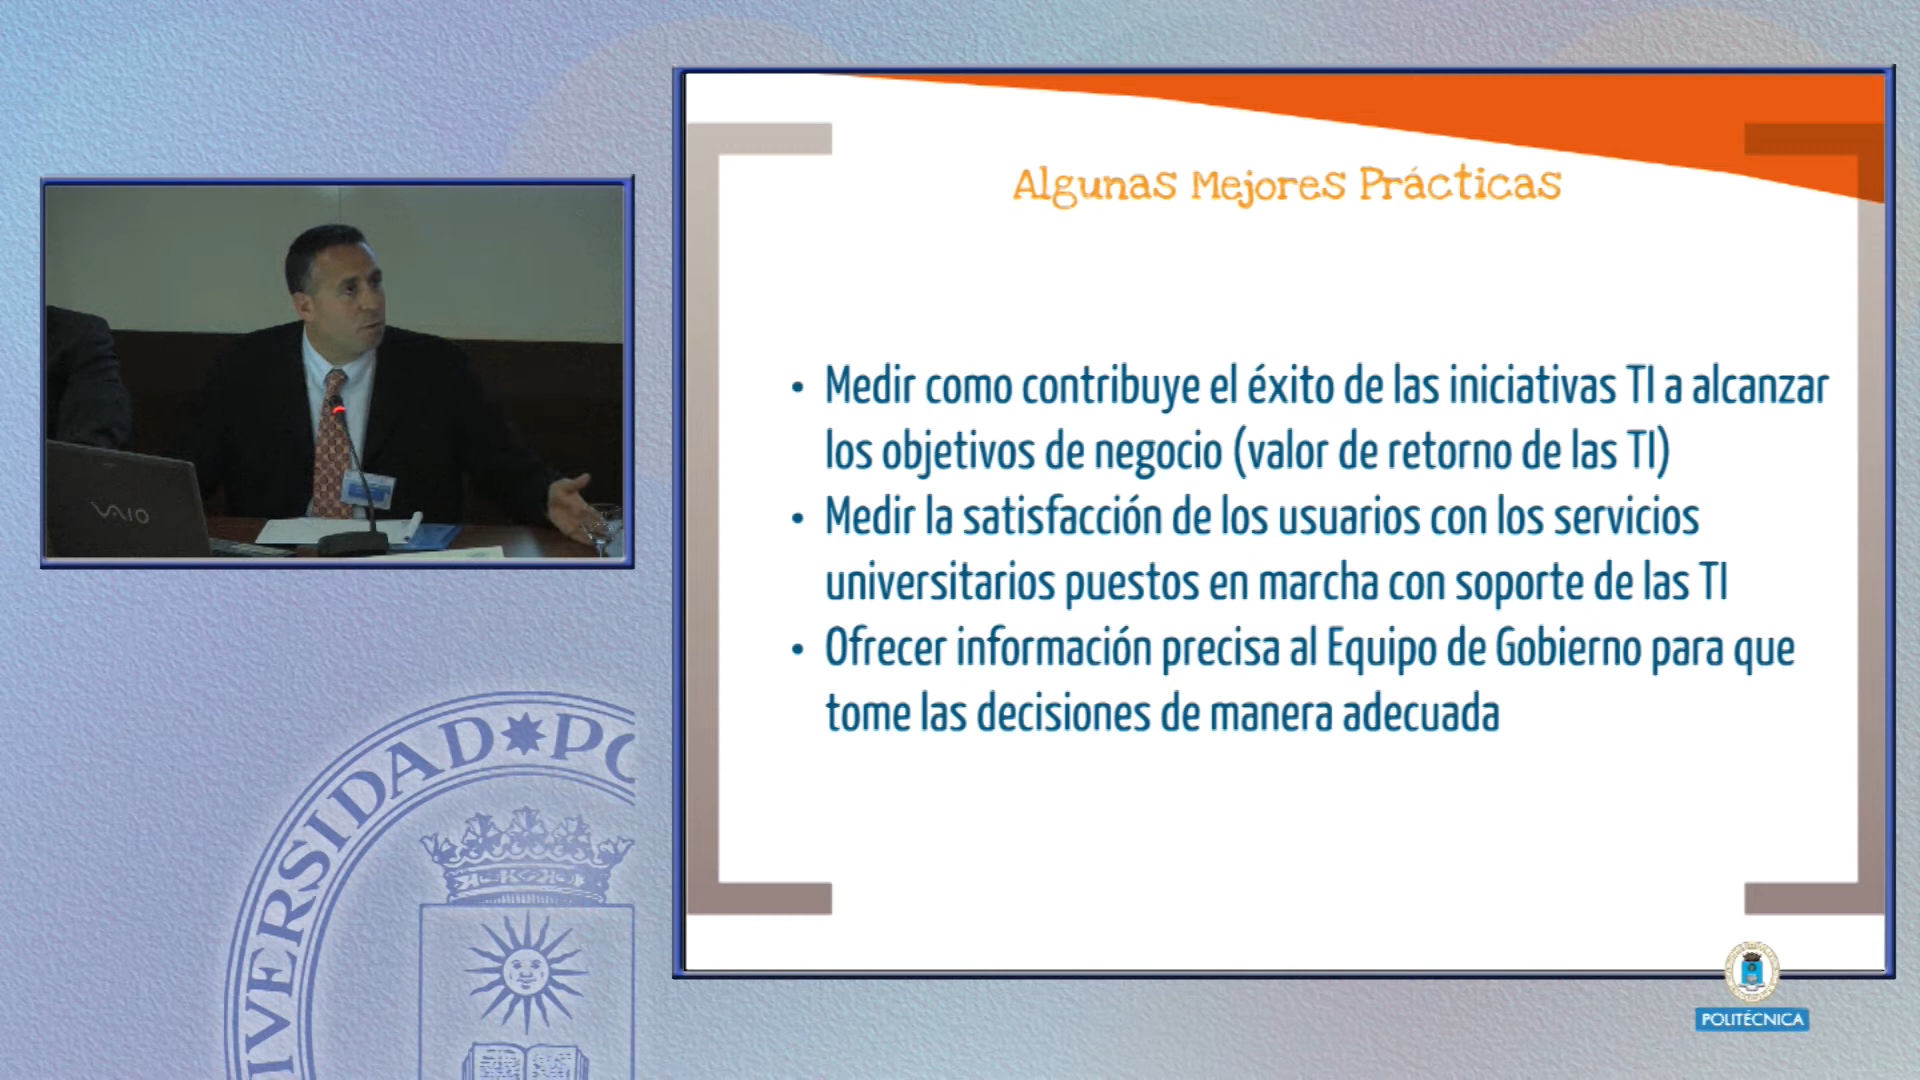 Algunas Mejores Prácticas
• Medir como contribuye el éxito de las iniciativas TI a alcanzar
los objetivos de negocio (valor de retorno de las TI)
• Medir la satisfacción de los usuarios con los servicios
universitarios puestos en marcha con soporte de las TI
• Ofrecer información precisa al Equipo de Gobierno para que
tome las decisiones de manera adecuada
VAIO
IVERSIDAD PO
POLITÉCNICA